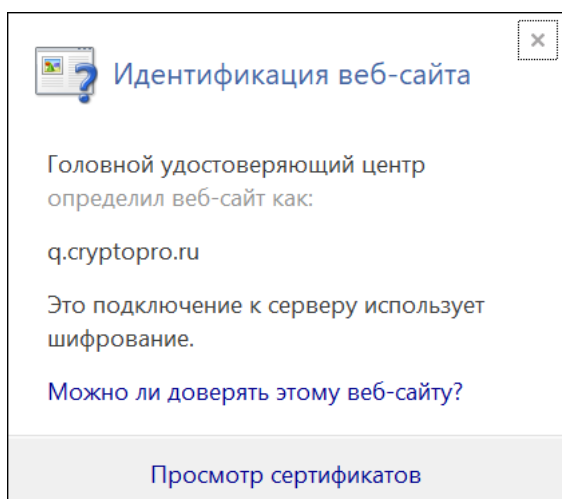 Идентификация веб-сайта
Головной удостоверяющий центр
определил веб-сайт как:
q.cryptopro.ru
Это подключение к серверу использует
шифрование.
Можно ли доверять этому веб-сайту?
Просмотр сертификатов